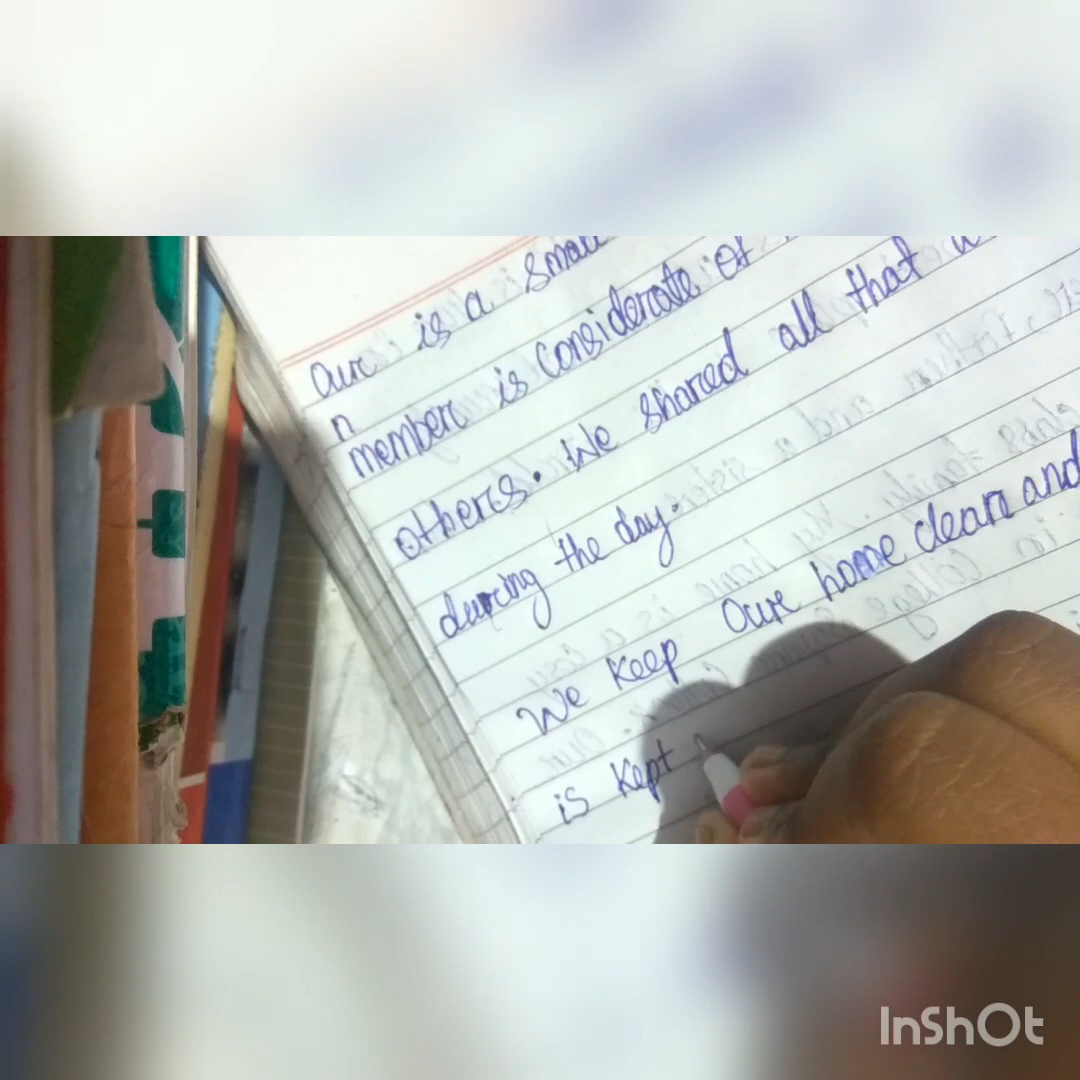 Our is a small
n
member is considerate of
others. We shared all that w
during the day.
We keep Our home clean and
is kept
InShOt